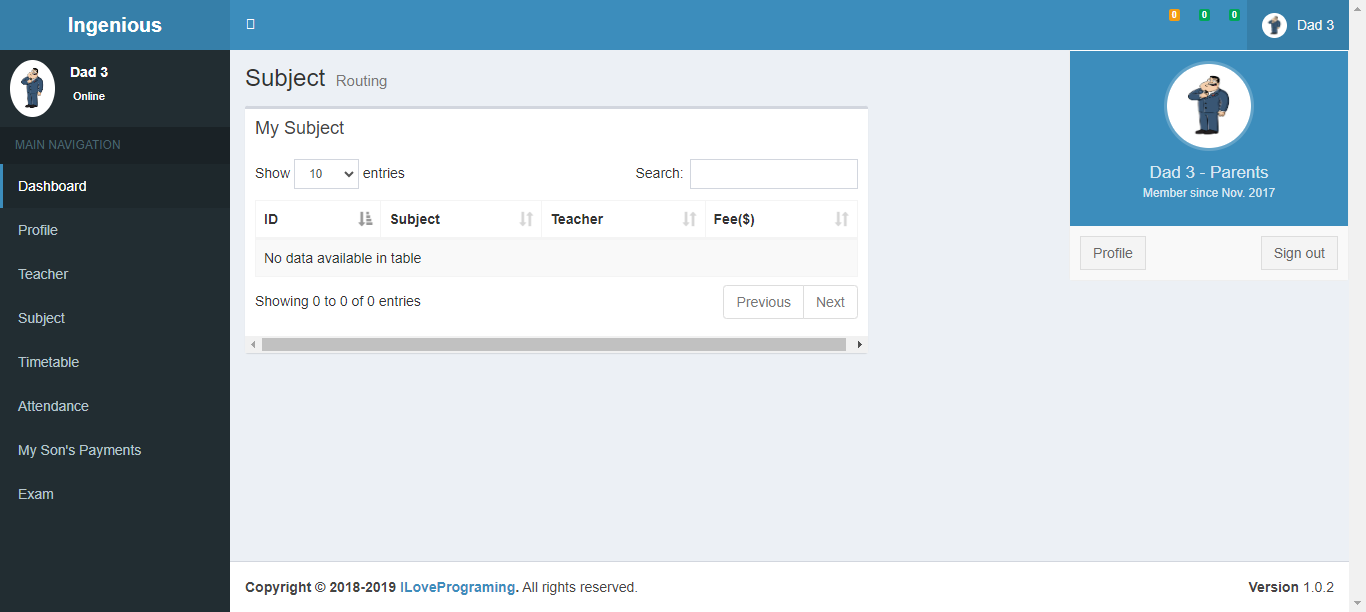 Ingenious
0 0 0 Dad 3
Dad 3
Online
MAIN NAVIGATION
Dashboard
Profile
Teacher
Subject
Timetable
Attendance
My Son's Payments
Exam
Subject Routing
My Subject
Show 10 entries Search:
ID Subject Teacher Fee($)
No data available in table
Showing 0 to 0 of 0 entries Previous Next
Dad 3 - Parents
Member since Nov. 2017
Profile Sign out
Copyright © 2018-2019 ILovePrograming. All rights reserved. Version 1.0.2